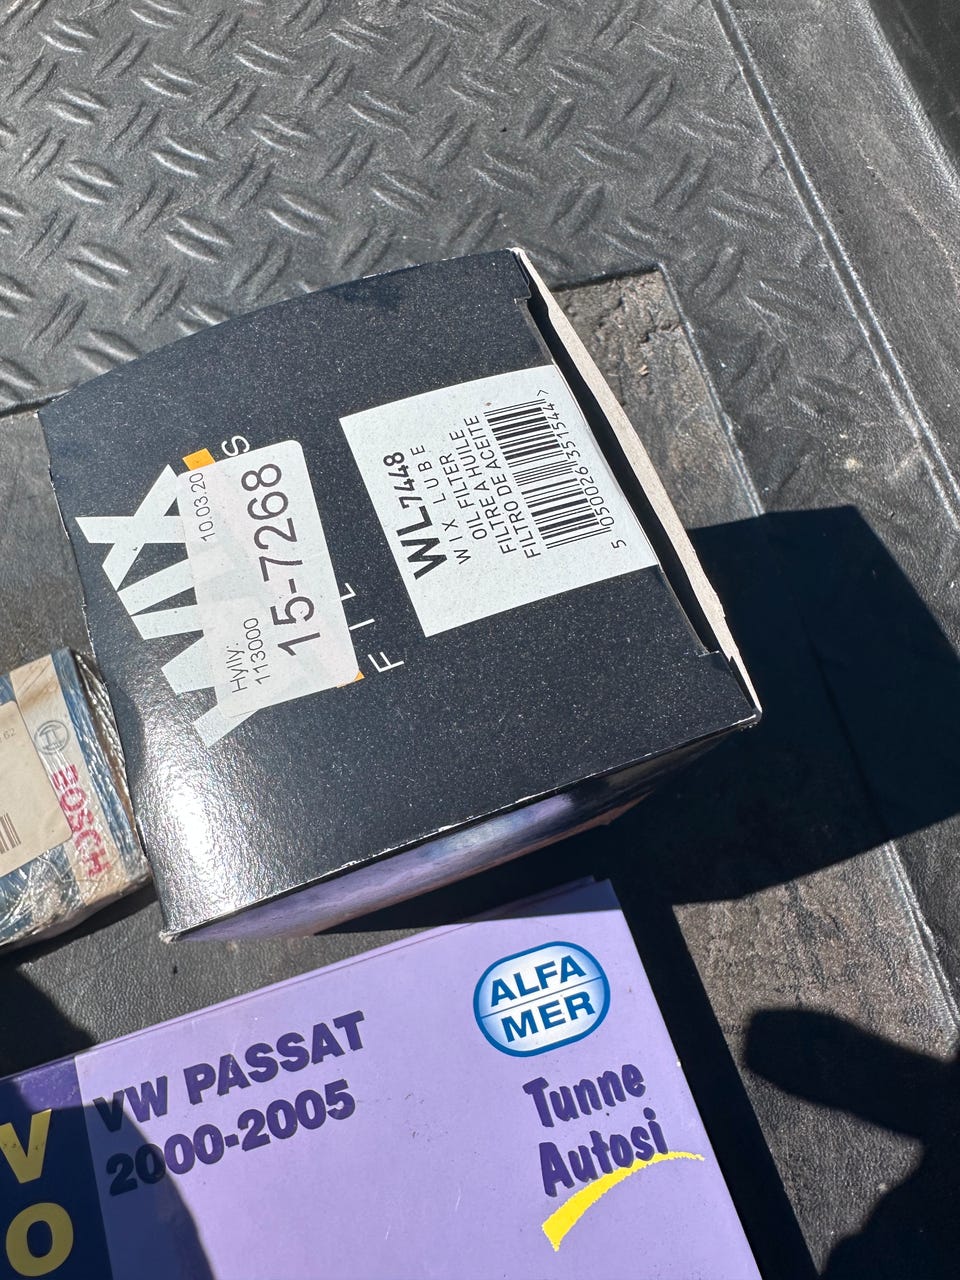 WIX
S
FIL
10.03.20
15-7268
Hylly:
113000
WL7448
WIX LUBE
OIL FILTER
FILTRE A HUILE
FILTRO DE ACEITE
5 050026 351544 >
62
BOSCH
ALFA
MER
VW PASSAT
2000-2005
Tunne
Autosi
V
O